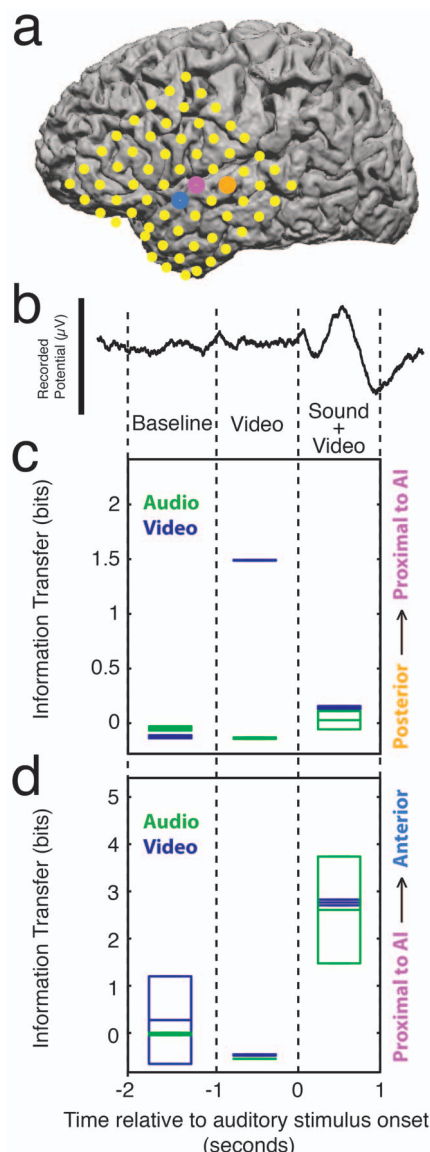 a
b
Recorded
Potential (µV)
Baseline
Video
Sound
+
Video
c
Information Transfer (bits)
2
1.5
1
0.5
0
Audio
Video
Posterior → Proximal to AI
d
Information Transfer (bits)
5
4
3
2
1
0
Audio
Video
Proximal to AI → Anterior
-2
-1
0
1
Time relative to auditory stimulus onset
(seconds)